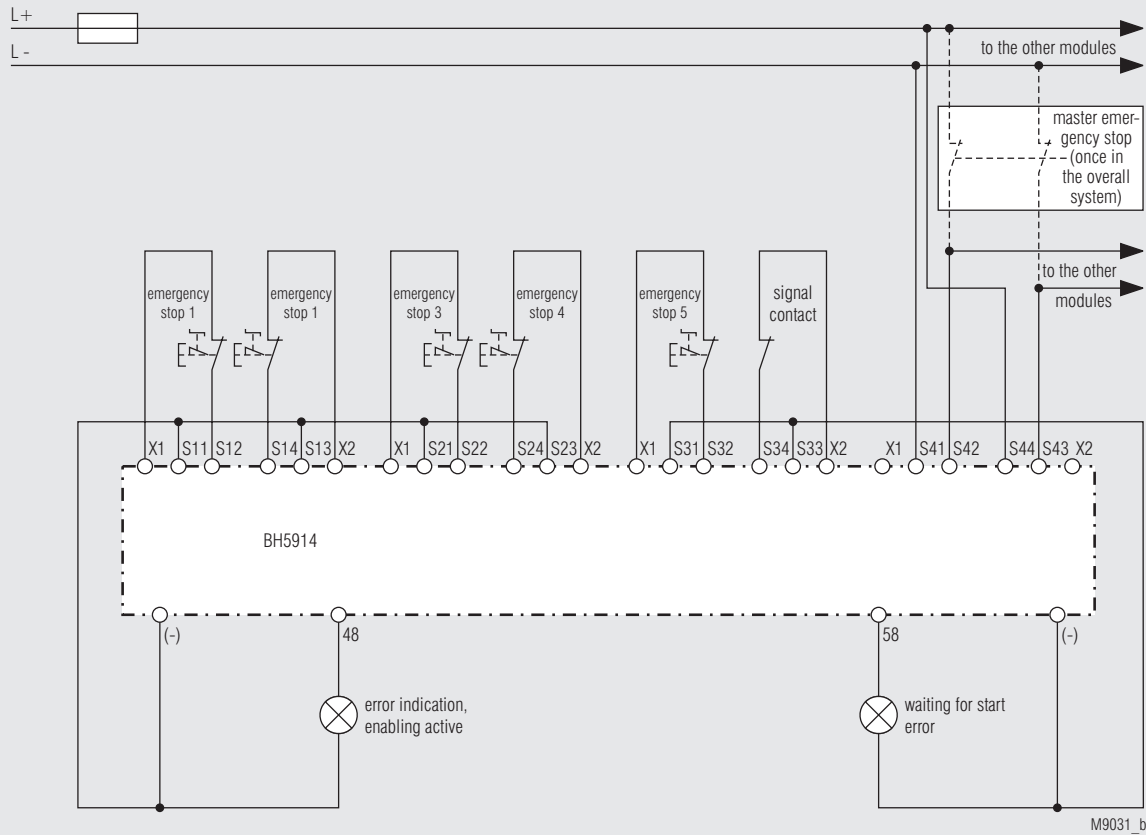 L+
L -
to the other modules
master emer-
gency stop
(once in
the overall
system)
to the other
modules
emergency
stop 1
emergency
stop 1
emergency
stop 3
emergency
stop 4
emergency
stop 5
signal
contact
X1 S11 S12 S14 S13 X2 X1 S21 S22 S24 S23 X2 X1 S31 S32 S34 S33 X2 X1 S41 S42 S44 S43 X2
BH5914
(-) 48 58 (-)
error indication,
enabling active
waiting for start
error
M9031_b